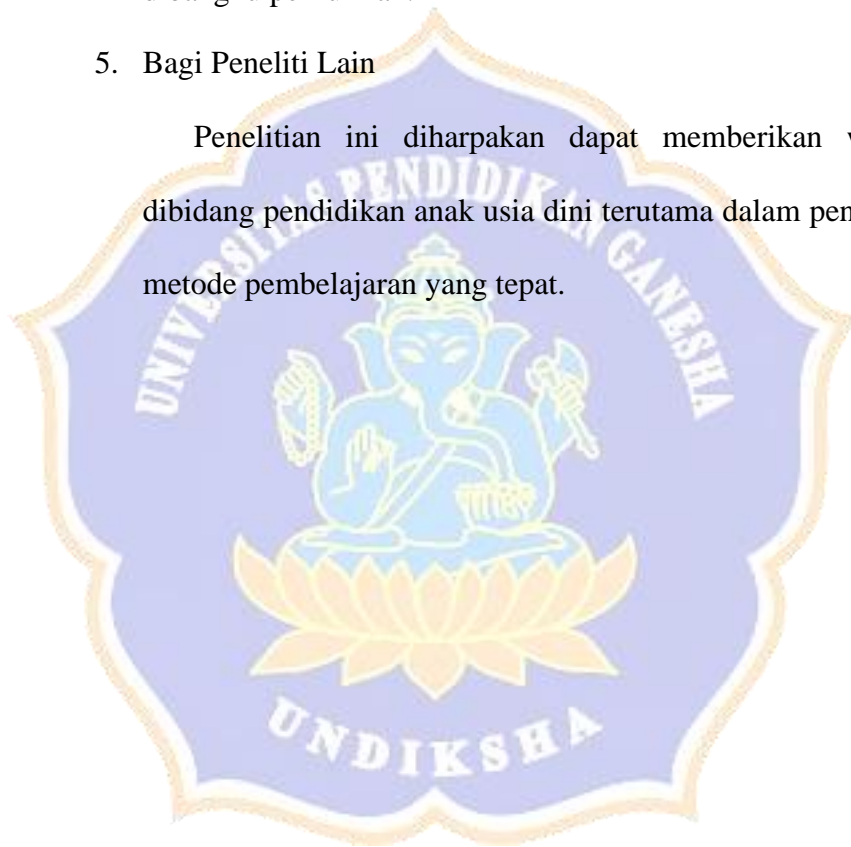 5. Bagi Peneliti Lain
Penelitian ini diharpakan dapat memberikan
dibidang pendidikan anak usia dini terutama dalam
metode pembelajaran yang tepat.
UNIVERSITAS PENDIDIKAN GANESHA
UNDIKSHA